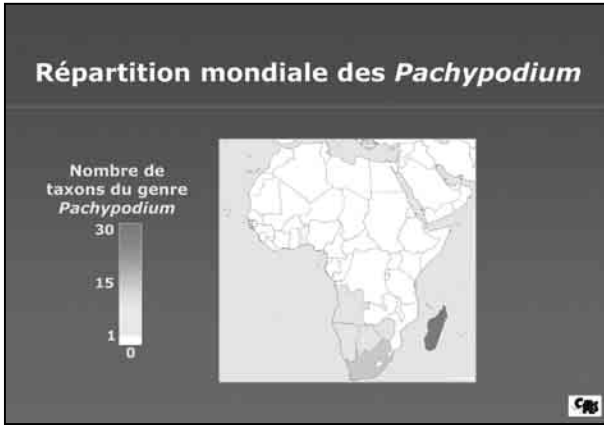 Répartition mondiale des Pachypodium
Nombre de
taxons du genre
Pachypodium
30
15
1
0